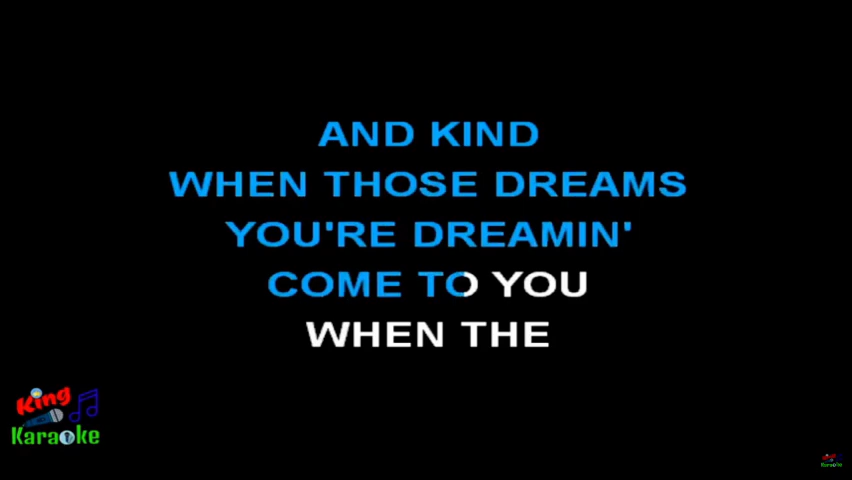 AND KIND
WHEN THOSE DREAMS
YOU'RE DREAMIN'
COME TO YOU
WHEN THE
King
Karaoke